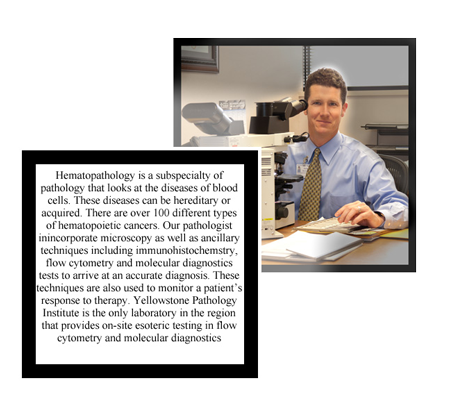 Hematopathology is a subspecialty of
pathology that looks at the diseases of blood
cells. These diseases can be hereditary or
acquired. There are over 100 different types
of hematopoietic cancers. Our pathologist
inincorporate microscopy as well as ancillary
techniques including immunohistochemistry,
flow cytometry and molecular diagnostics
tests to arrive at an accurate diagnosis. These
techniques are also used to monitor a patient's
response to therapy. Yellowstone Pathology
Institute is the only laboratory in the region
that provides on-site esoteric testing in flow
cytometry and molecular diagnostics